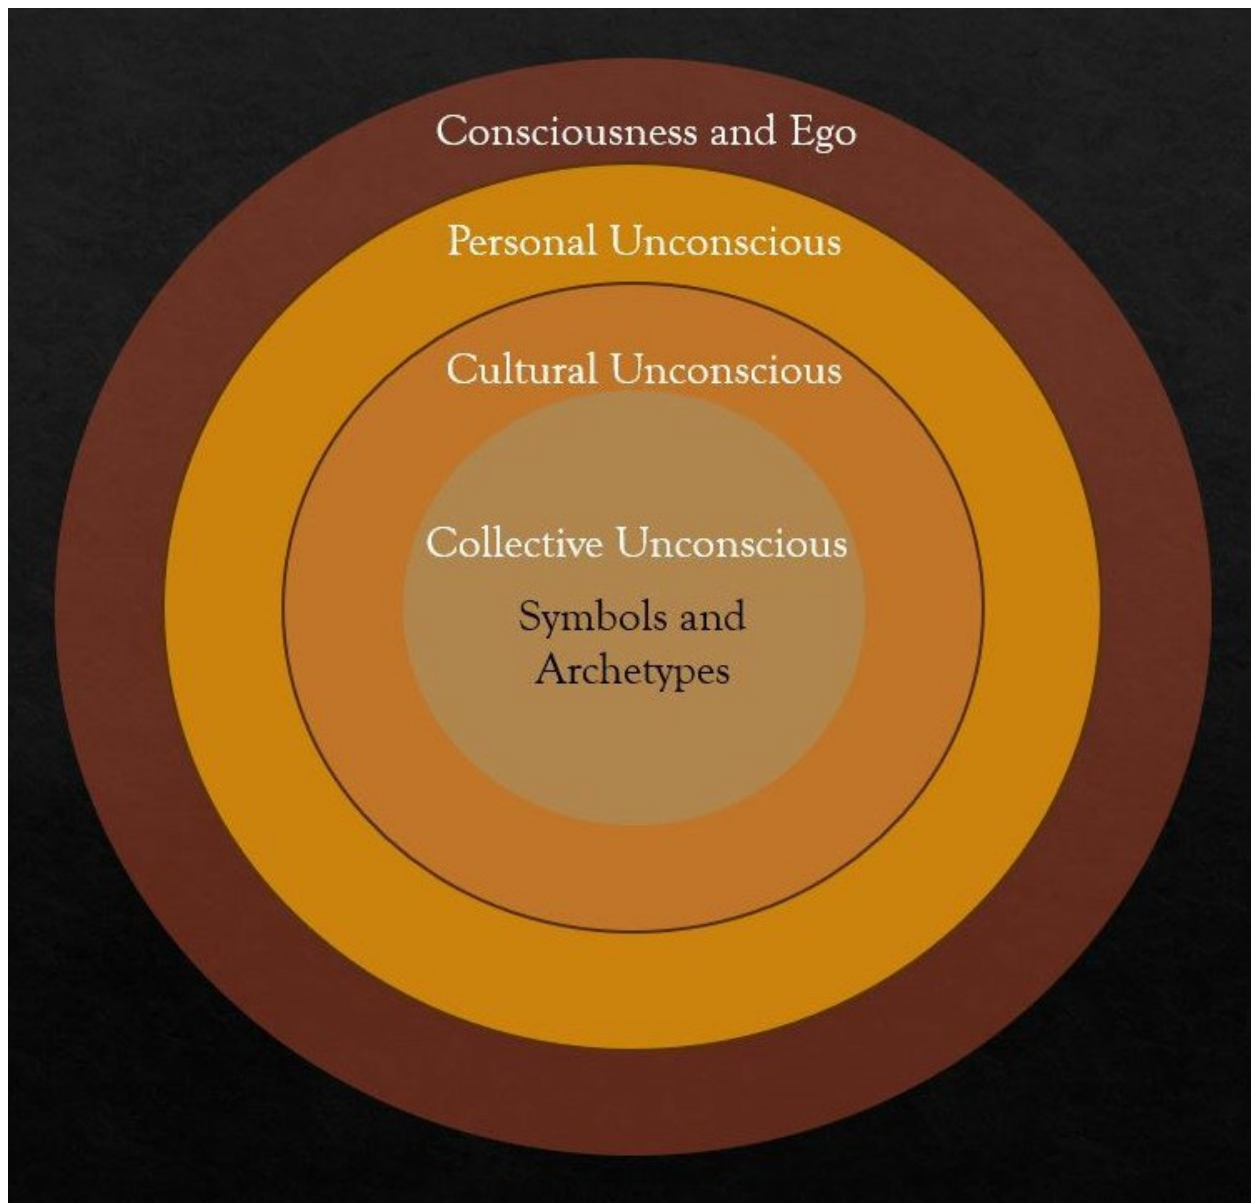 Consciousness and Ego
Personal Unconscious
Cultural Unconscious
Collective Unconscious
Symbols and
Archetypes